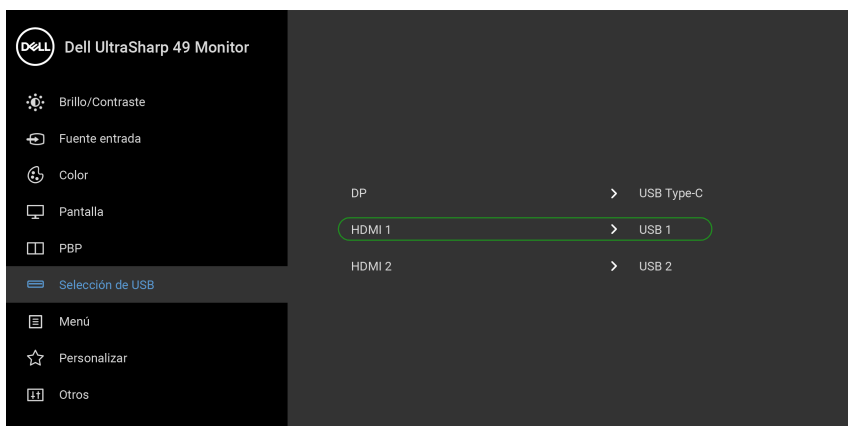 DELL Dell UltraSharp 49 Monitor
Brillo/Contraste
Fuente entrada
Color
Pantalla
PBP
Selección de USB
Menú
Personalizar
Otros
DP USB Type-C
HDMI 1 USB 1
HDMI 2 USB 2